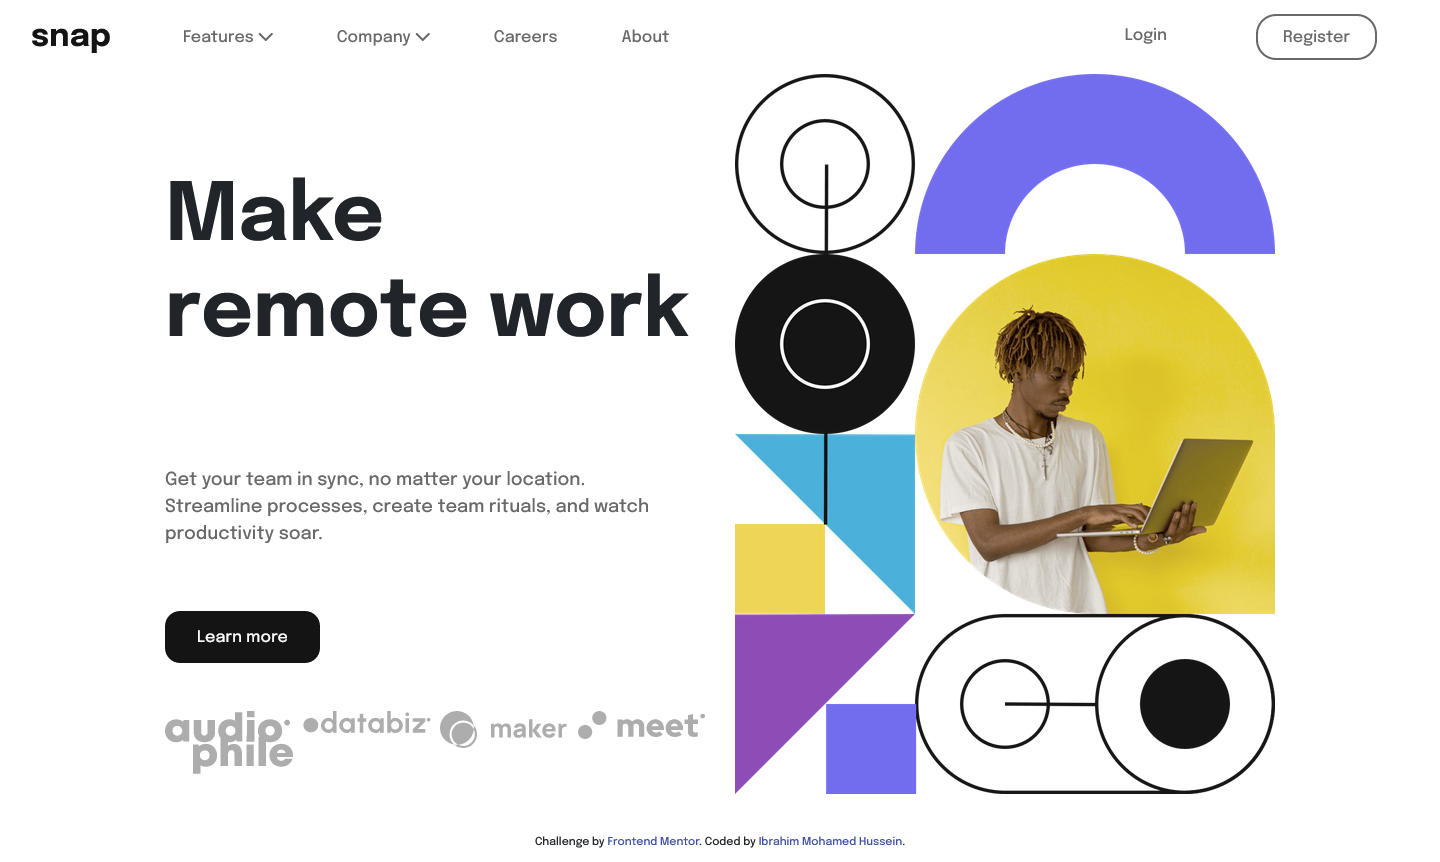 snap
Features
Company
Careers
About
Login
Register
Make
remote work
Get your team in sync, no matter your location.
Streamline processes, create team rituals, and watch
productivity soar.
Learn more
audio
phile
databiz
maker
meet
Challenge by Frontend Mentor. Coded by Ibrahim Mohamed Hussein.